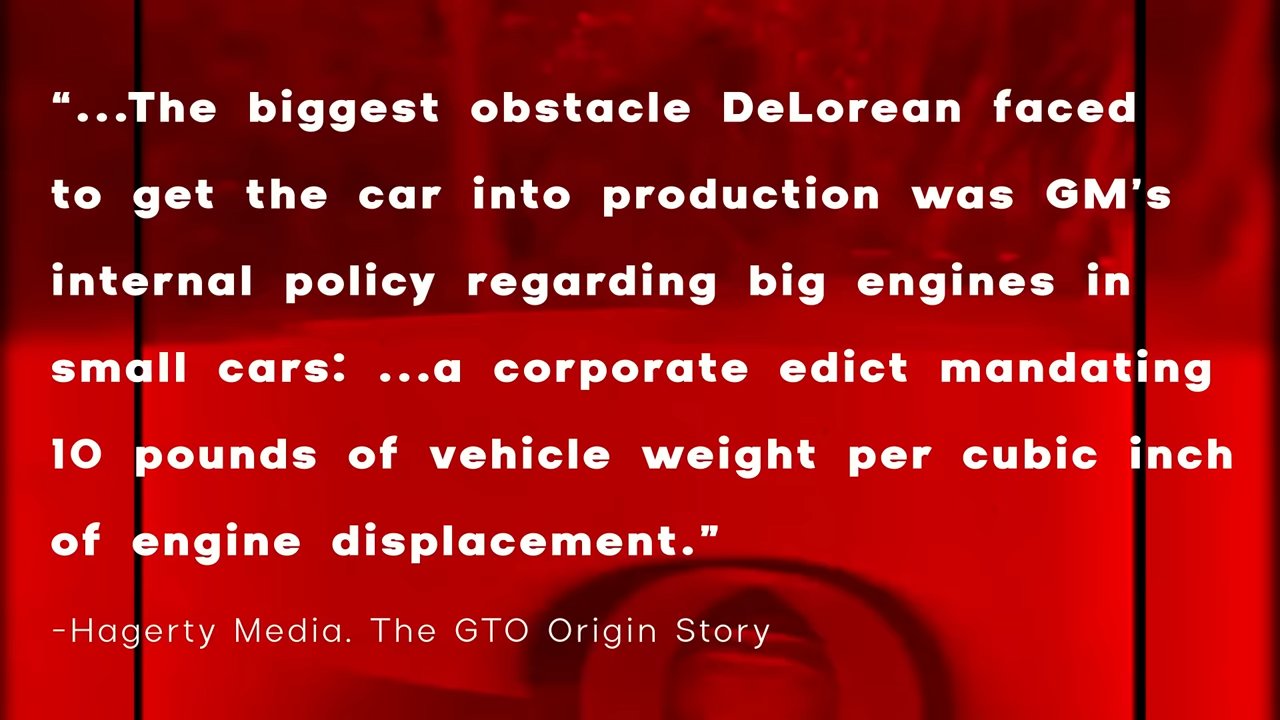 “...The biggest obstacle DeLorean faced
to get the car into production was GM’s
internal policy regarding big engines in
small cars: ...a corporate edict mandating
10 pounds of vehicle weight per cubic inch
of engine displacement.”
-Hagerty Media. The GTO Origin Story